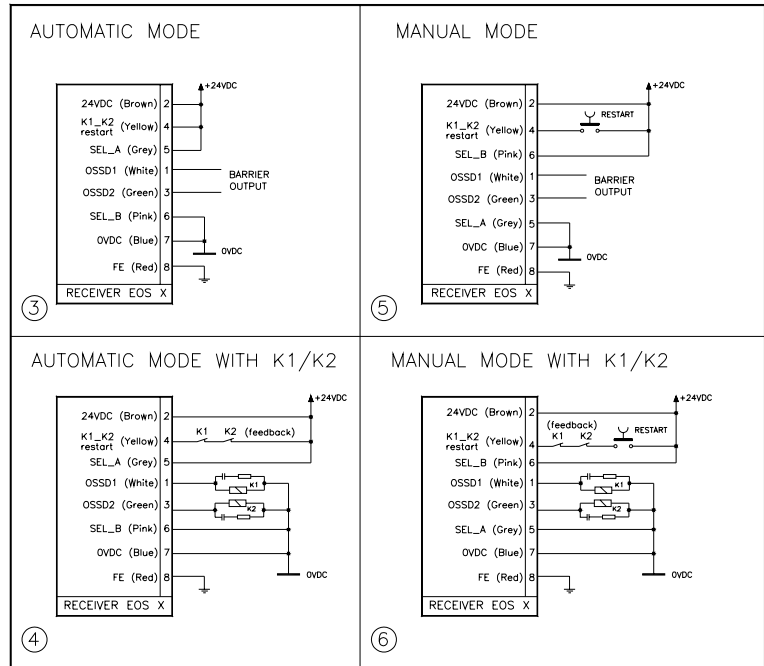 AUTOMATIC MODE
+24VDC
24VDC (Brown) 2
K1_K2
restart (Yellow) 4
SEL_A (Grey) 5
OSSD1 (White) 1
BARRIER
OUTPUT
OSSD2 (Green) 3
SEL_B (Pink) 6
0VDC (Blue) 7
0VDC
FE (Red) 8
RECEIVER EOS X
3
MANUAL MODE
+24VDC
24VDC (Brown) 2
RESTART
K1_K2
restart (Yellow) 4
SEL_B (Pink) 6
OSSD1 (White) 1
BARRIER
OUTPUT
OSSD2 (Green) 3
SEL_A (Grey) 5
0VDC (Blue) 7
0VDC
FE (Red) 8
RECEIVER EOS X
5
AUTOMATIC MODE WITH K1/K2
+24VDC
24VDC (Brown) 2
K1 K2 (feedback)
K1_K2
restart (Yellow) 4
SEL_A (Grey) 5
OSSD1 (White) 1
K1
OSSD2 (Green) 3
K2
SEL_B (Pink) 6
0VDC (Blue) 7
FE (Red) 8
0VDC
RECEIVER EOS X
4
MANUAL MODE WITH K1/K2
+24VDC
24VDC (Brown) 2
(feedback)
K1 K2
RESTART
K1_K2
restart (Yellow) 4
SEL_B (Pink) 6
OSSD1 (White) 1
K1
OSSD2 (Green) 3
K2
SEL_A (Grey) 5
0VDC (Blue) 7
FE (Red) 8
0VDC
RECEIVER EOS X
6